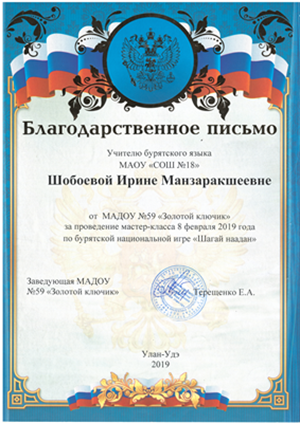 Благодарственное письмо
Учителю бурятского языка
МАОУ «СОШ №18»
Шобоевой Ирине Манзаракшеевне
от МАДОУ №59 «Золотой ключик»
за проведение мастер-класса 8 февраля 2019 года
по бурятской национальной игре «Шагай наадан»
Заведующая МАДОУ
№59 «Золотой ключик» Терещенко Е.А.
Улан-Удэ
2019